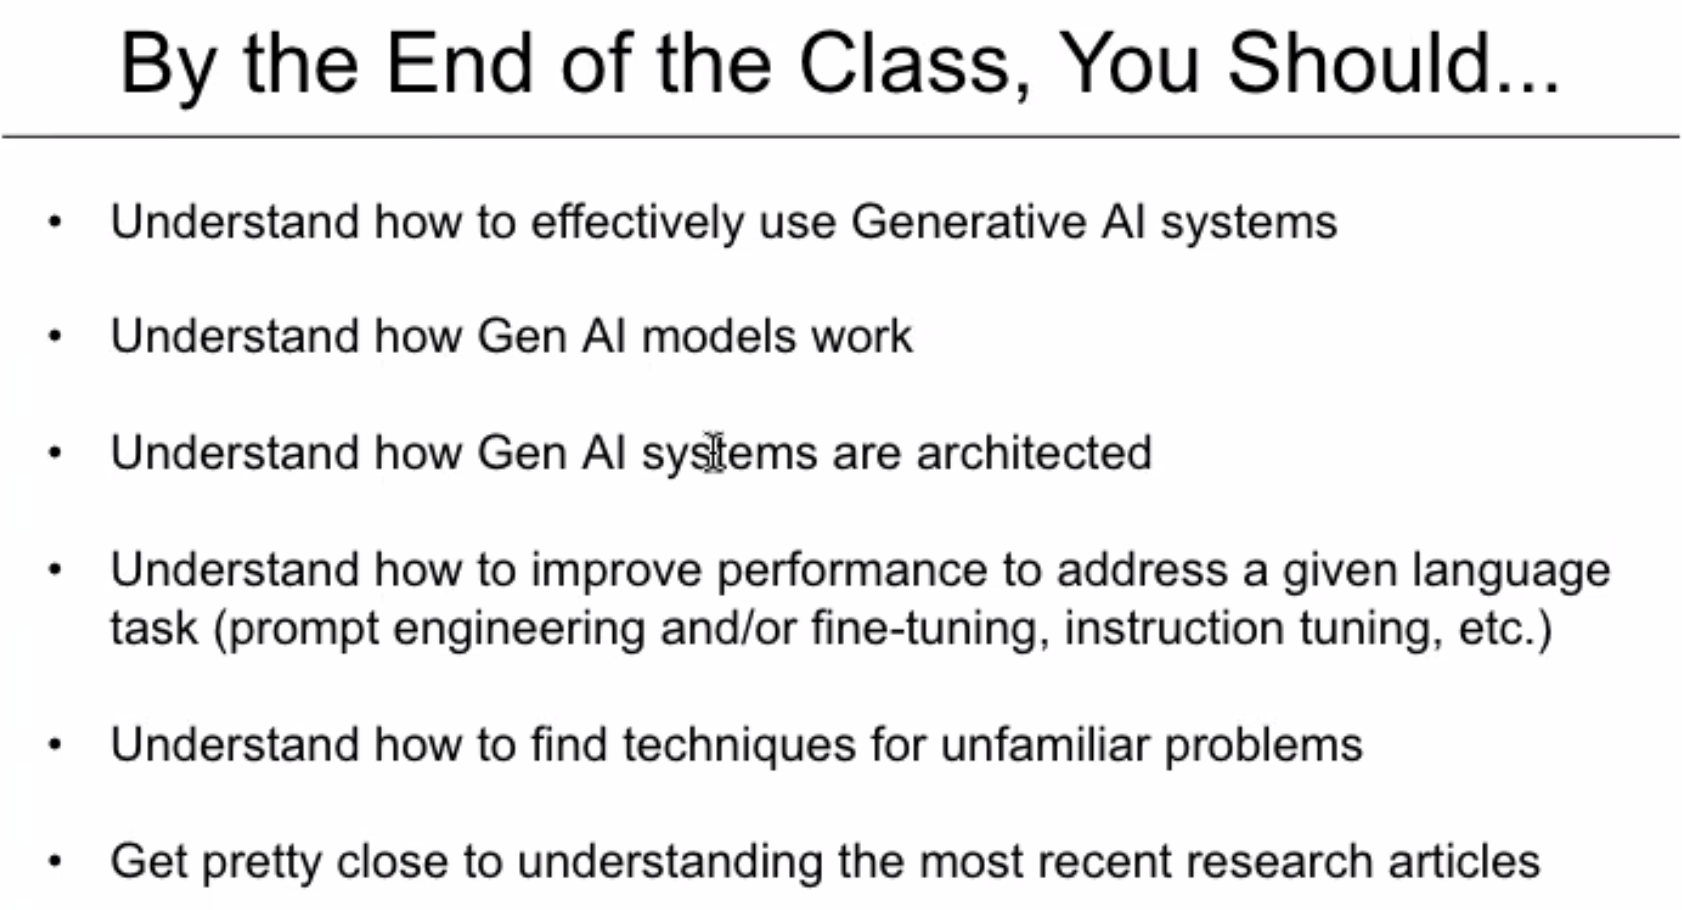 By the End of the Class, You Should...
• Understand how to effectively use Generative AI systems
• Understand how Gen AI models work
• Understand how Gen AI systems are architected
• Understand how to improve performance to address a given language
task (prompt engineering and/or fine-tuning, instruction tuning, etc.)
• Understand how to find techniques for unfamiliar problems
• Get pretty close to understanding the most recent research articles